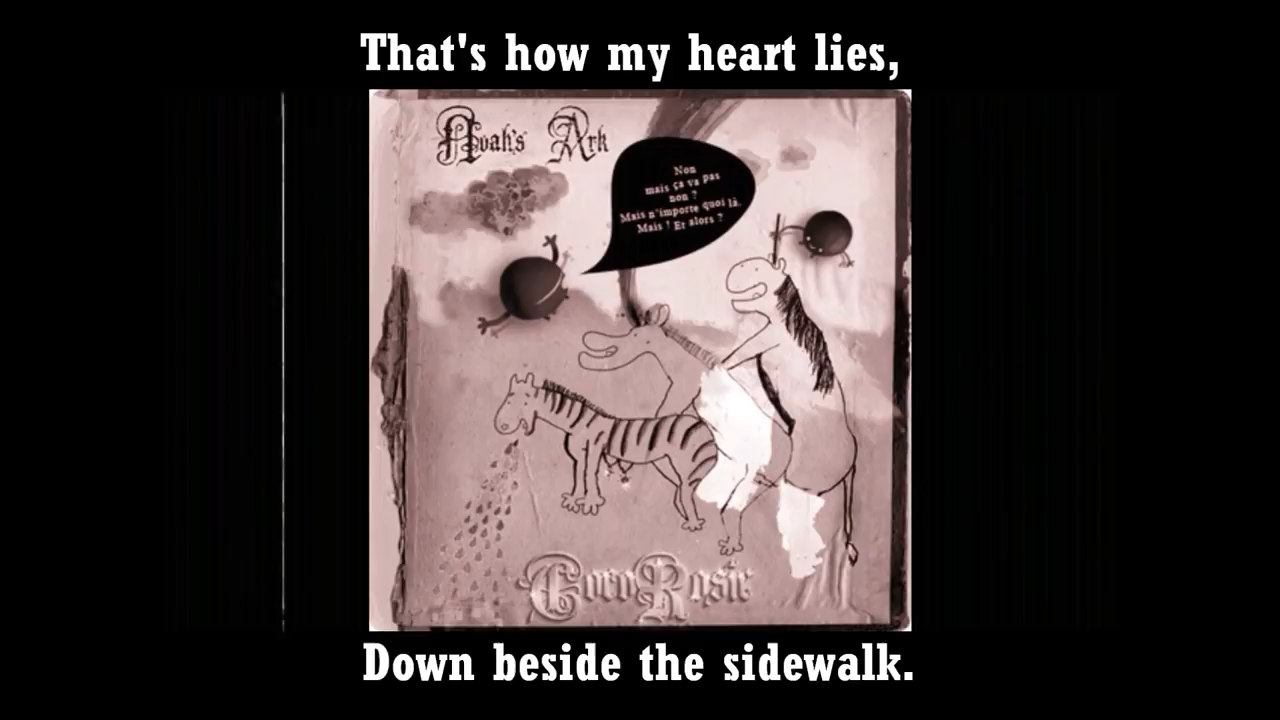 That's how my heart lies,
Noah's Ark
Non
mais ça va pas
non ?
Mais n'importe quoi là.
Mais ! Et alors ?
CocoRosie
Down beside the sidewalk.